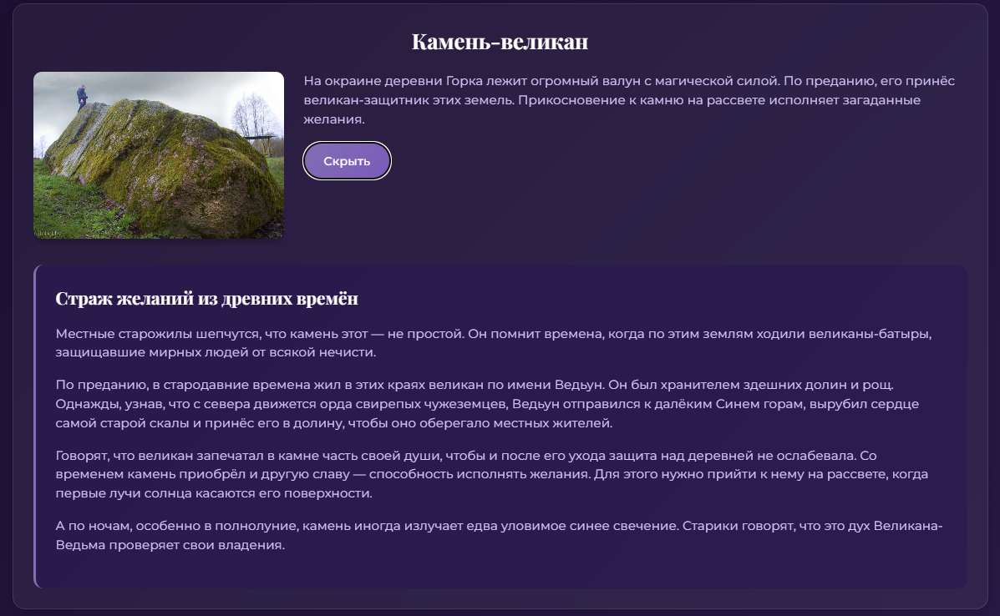 Камень-великан
На окраине деревни Горка лежит огромный валун с магической силой. По преданию, его принёс
великан-защитник этих земель. Прикосновение к камню на рассвете исполняет загаданные
желания.
Скрыть
Страж желаний из древних времён
Местные старожилы шепчутся, что камень этот — не простой. Он помнит времена, когда по этим землям ходили великаны-батыры,
защищавшие мирных людей от всякой нечисти.
По преданию, в стародавние времена жил в этих краях великан по имени Ведьун. Он был хранителем здешних долин и рощ.
Однажды, узнав, что с севера движется орда свирепых чужеземцев, Ведьун отправился к далёким Синем горам, вырубил сердце
самой старой скалы и принёс его в долину, чтобы оно оберегало местных жителей.
Говорят, что великан запечатал в камне часть своей души, чтобы и после его ухода защита над деревней не ослабевала. Со
временем камень приобрёл и другую славу — способность исполнять желания. Для этого нужно прийти к нему на рассвете, когда
первые лучи солнца касаются его поверхности.
А по ночам, особенно в полнолуние, камень иногда излучает едва уловимое синее свечение. Старики говорят, что это дух Великана-
Ведьма проверяет свои владения.